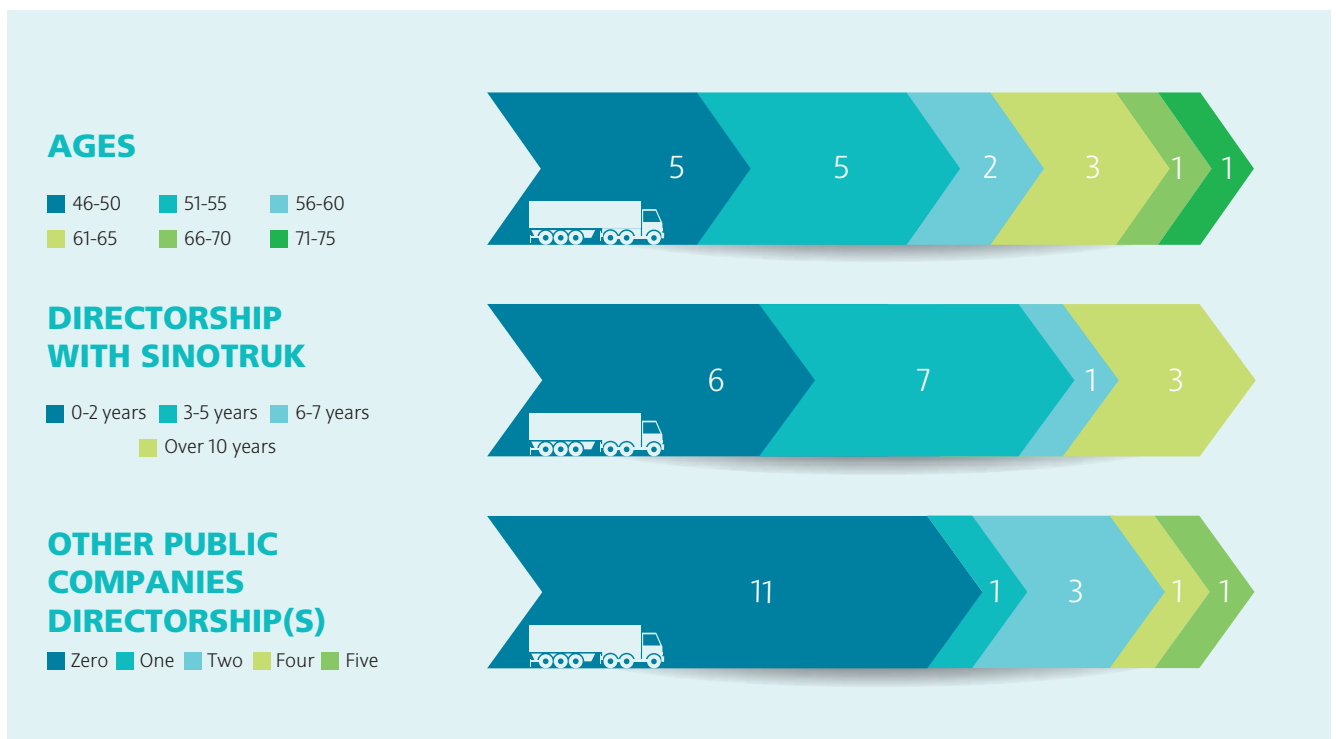 AGES
46-50 51-55 56-60
61-65 66-70 71-75
5 5 2 3 1 1
DIRECTORSHIP
WITH SINOTRUK
0-2 years 3-5 years 6-7 years
Over 10 years
6 7 1 3
OTHER PUBLIC
COMPANIES
DIRECTORSHIP(S)
Zero One Two Four Five
11 1 3 1 1